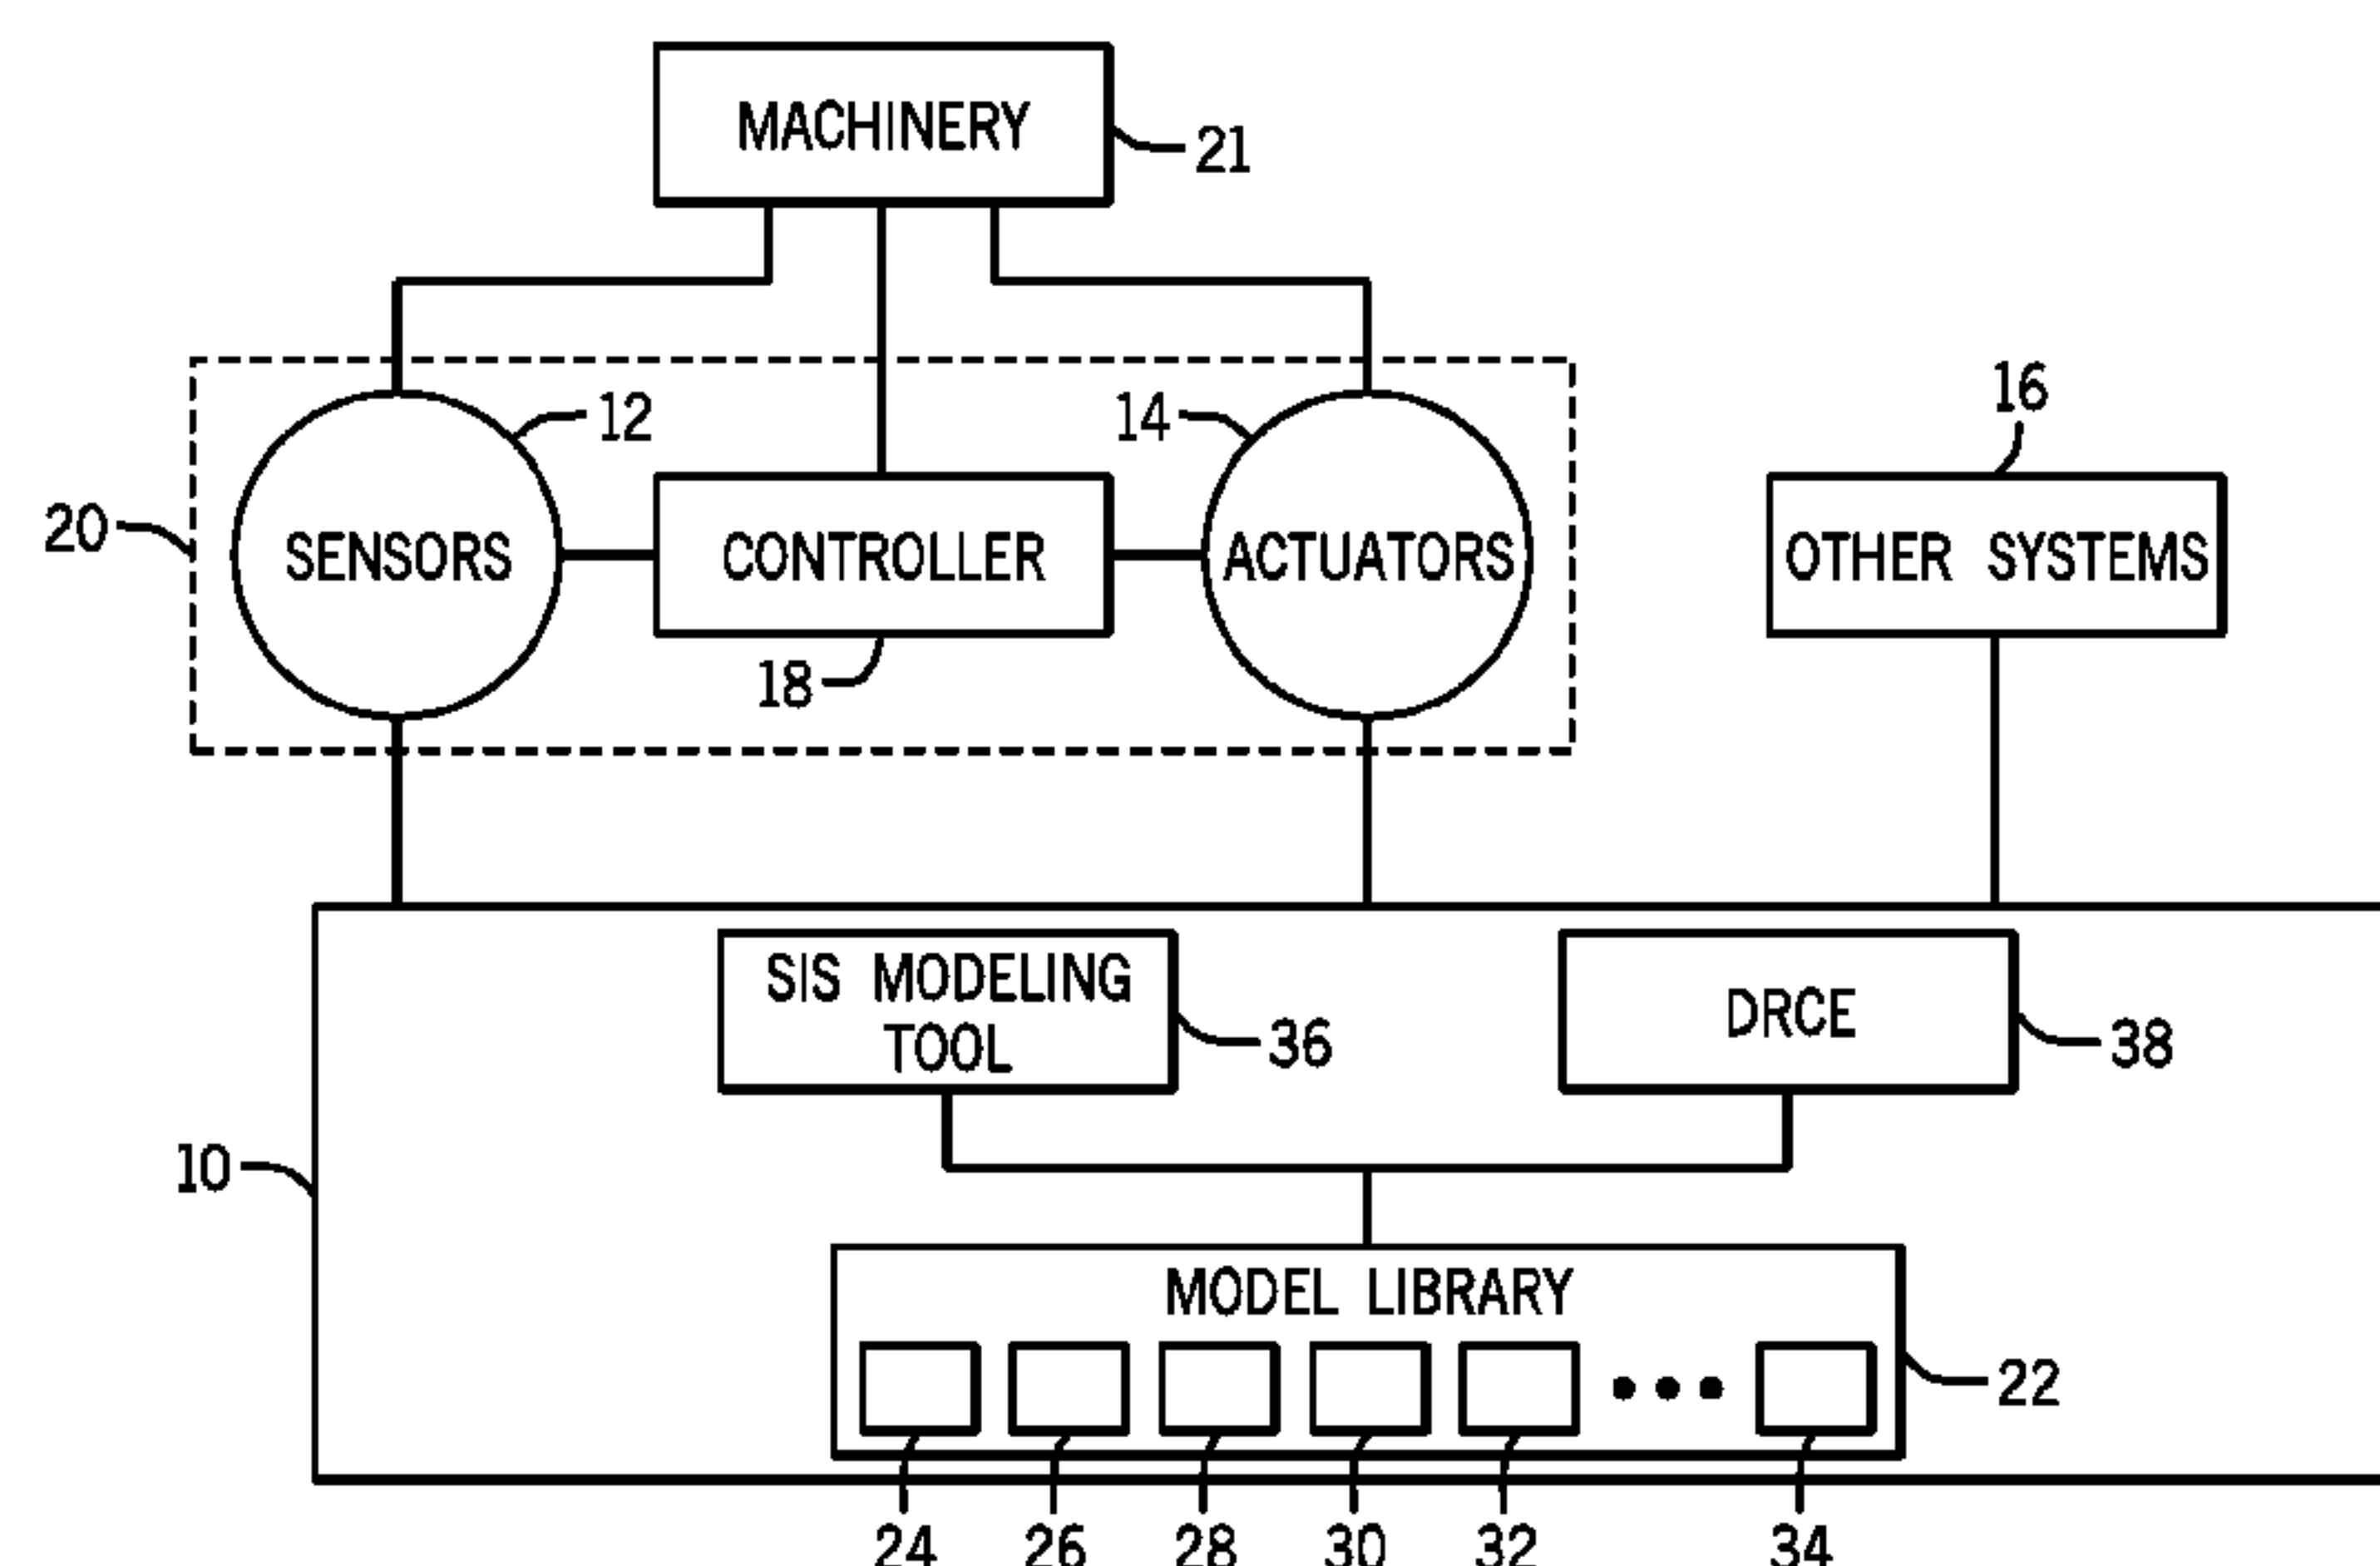 MACHINERY
21
12
14
16
20
SENSORS
CONTROLLER
ACTUATORS
OTHER SYSTEMS
18
SIS MODELING
TOOL
36
DRCE
38
10
MODEL LIBRARY
22
24
26
28
30
32
34